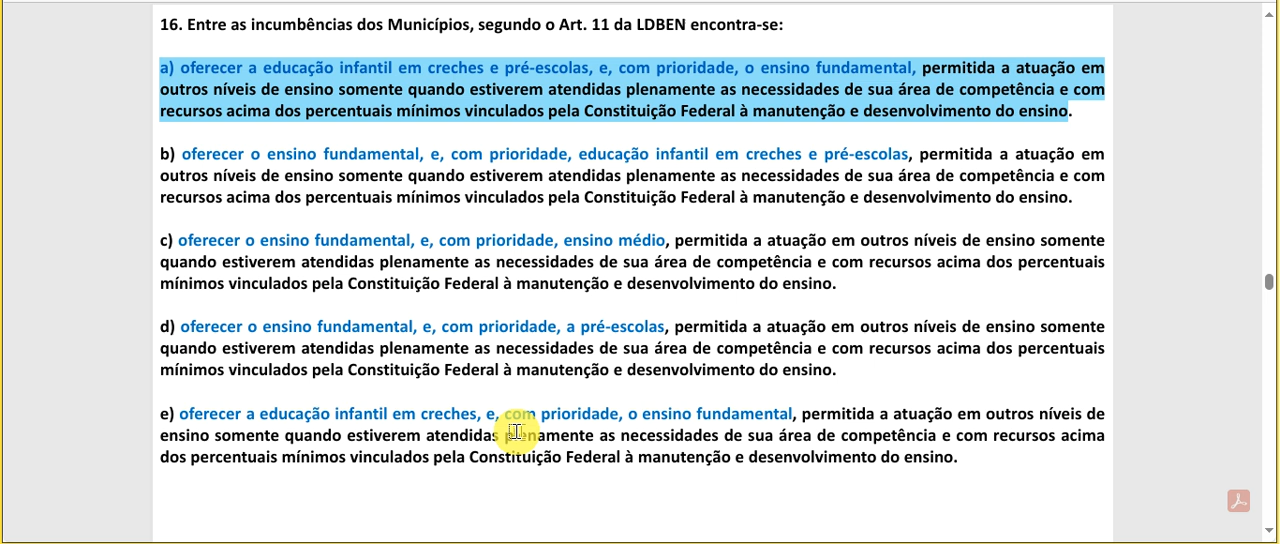 16. Entre as incumbências dos Municípios, segundo o Art. 11 da LDBEN encontra-se:
a) oferecer a educação infantil em creches e pré-escolas, e, com prioridade, o ensino fundamental, permitida a atuação em
outros níveis de ensino somente quando estiverem atendidas plenamente as necessidades de sua área de competência e com
recursos acima dos percentuais mínimos vinculados pela Constituição Federal à manutenção e desenvolvimento do ensino.
b) oferecer o ensino fundamental, e, com prioridade, educação infantil em creches e pré-escolas, permitida a atuação em
outros níveis de ensino somente quando estiverem atendidas plenamente as necessidades de sua área de competência e com
recursos acima dos percentuais mínimos vinculados pela Constituição Federal à manutenção e desenvolvimento do ensino.
c) oferecer o ensino fundamental, e, com prioridade, ensino médio, permitida a atuação em outros níveis de ensino somente
quando estiverem atendidas plenamente as necessidades de sua área de competência e com recursos acima dos percentuais
mínimos vinculados pela Constituição Federal à manutenção e desenvolvimento do ensino.
d) oferecer o ensino fundamental, e, com prioridade, a pré-escolas, permitida a atuação em outros níveis de ensino somente
quando estiverem atendidas plenamente as necessidades de sua área de competência e com recursos acima dos percentuais
mínimos vinculados pela Constituição Federal à manutenção e desenvolvimento do ensino.
e) oferecer a educação infantil em creches, e, com prioridade, o ensino fundamental, permitida a atuação em outros níveis de
ensino somente quando estiverem atendidas plenamente as necessidades de sua área de competência e com recursos acima
dos percentuais mínimos vinculados pela Constituição Federal à manutenção e desenvolvimento do ensino.